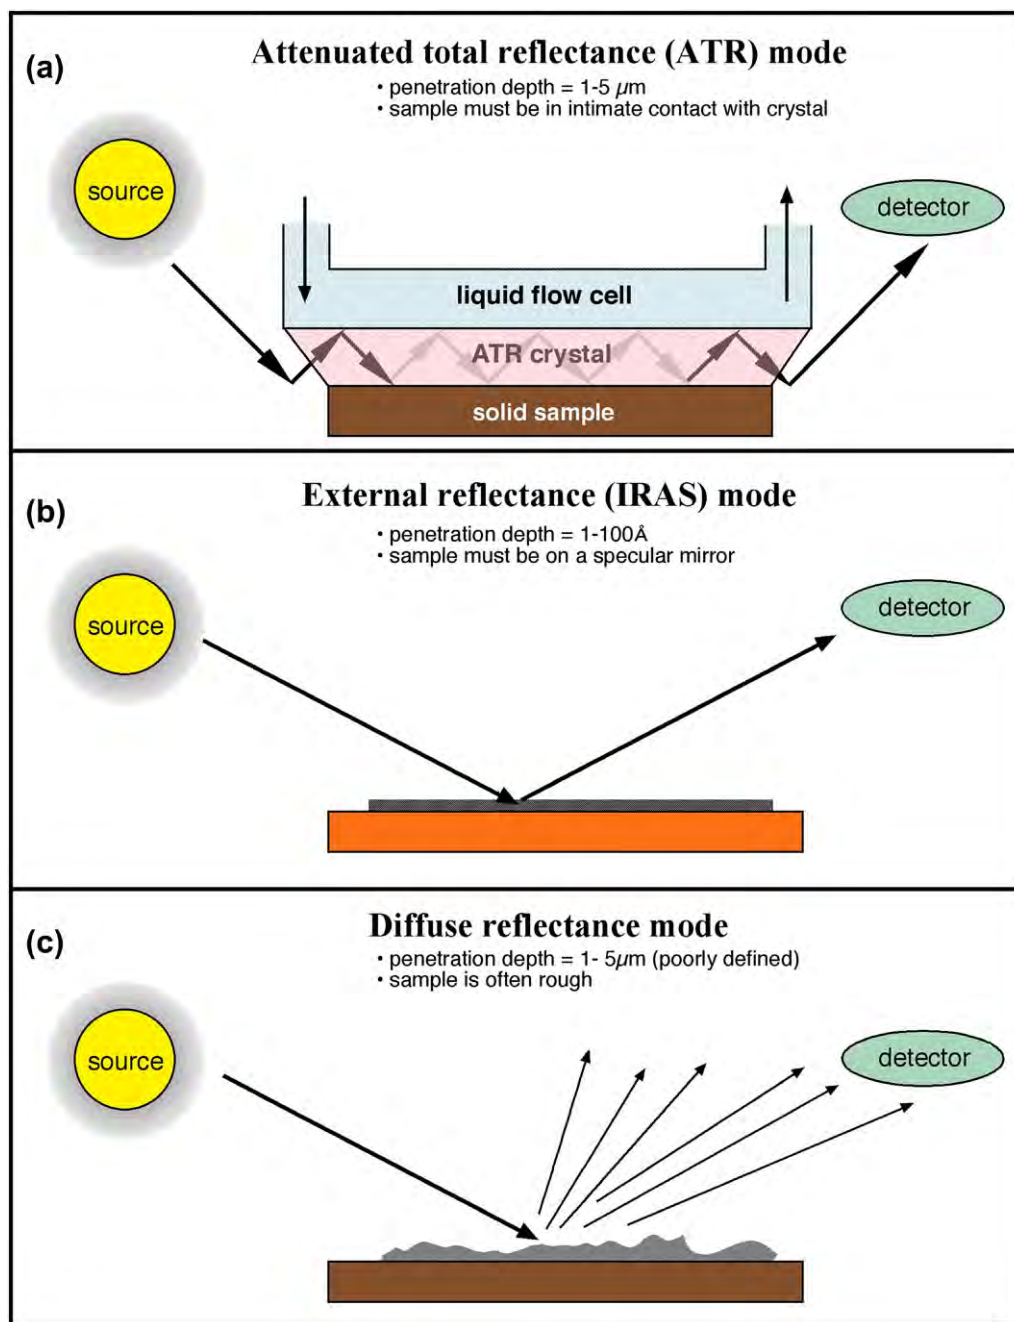 (a)
Attenuated total reflectance (ATR) mode
• penetration depth = 1-5 µm
• sample must be in intimate contact with crystal
source
detector
liquid flow cell
ATR crystal
solid sample
(b)
External reflectance (IRAS) mode
• penetration depth = 1-100Å
• sample must be on a specular mirror
source
detector
(c)
Diffuse reflectance mode
• penetration depth = 1- 5µm (poorly defined)
• sample is often rough
source
detector